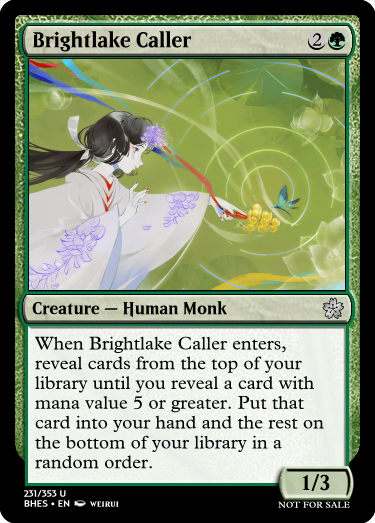 Brightlake Caller 2
Creature — Human Monk
When Brightlake Caller enters,
reveal cards from the top of your
library until you reveal a card with
mana value 5 or greater. Put that
card into your hand and the rest on
the bottom of your library in a
random order.
1/3
231/353 U
BHES • EN WEIRUI
NOT FOR SALE